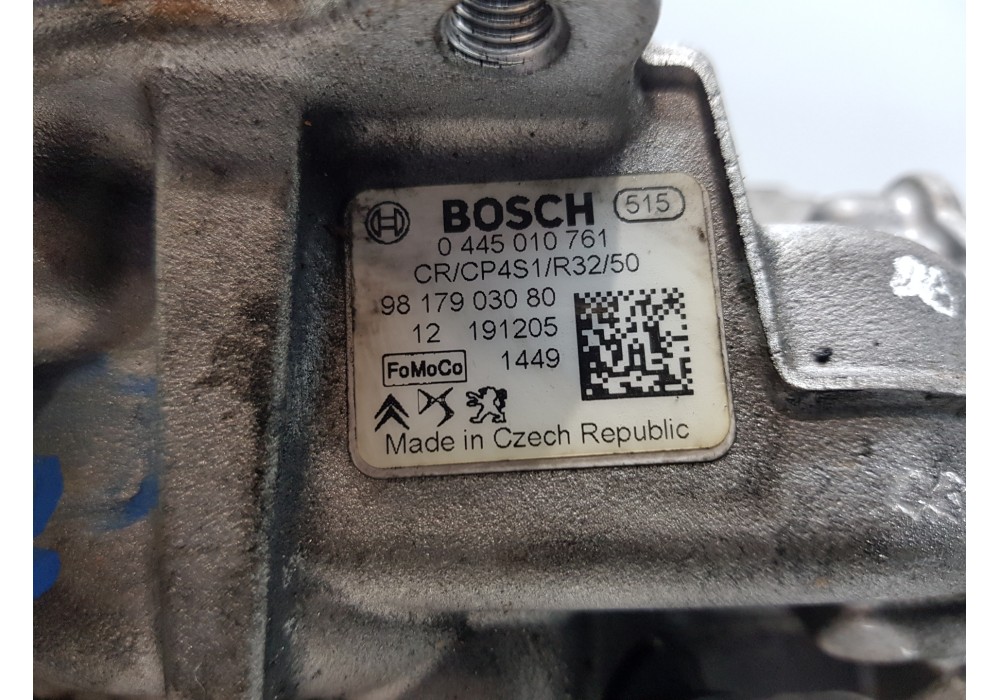 BOSCH 515
0 445 010 761
CR/CP4S1/R32/50
98 179 030 80
12 191205
FoMoCo 1449
Made in Czech Republic